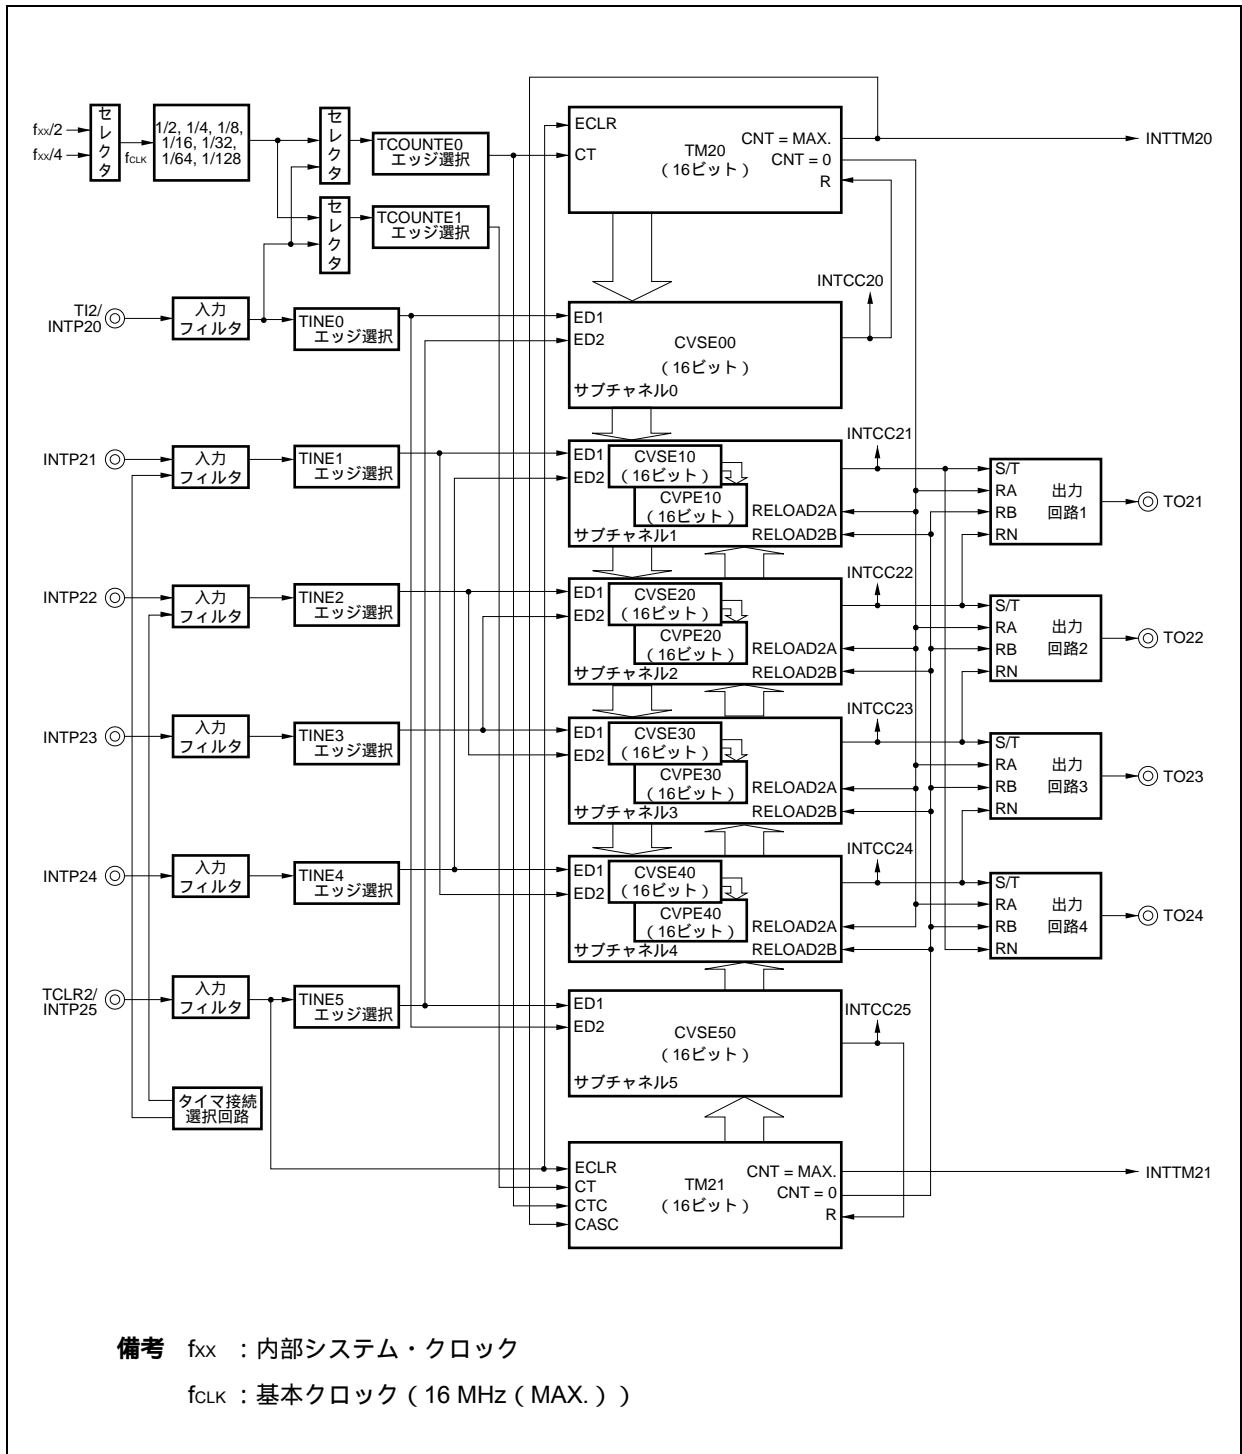 fXX/2
fXX/4
セレクタ
fCLK
1/2, 1/4, 1/8,
1/16, 1/32,
1/64, 1/128
セレクタ
TCOUNTE0
エッジ選択
セレクタ
TCOUNTE1
エッジ選択
ECLR
CT
TM20
（16ビット）
CNT = MAX.
CNT = 0
R
INTTM20
TI2/
INTP20
入力
フィルタ
TINE0
エッジ選択
ED1
ED2
CVSE00
（16ビット）
サブチャネル0
INTCC20
INTP21
入力
フィルタ
TINE1
エッジ選択
ED1
ED2
CVSE10
（16ビット）
CVPE10
（16ビット）
サブチャネル1
RELOAD2A
RELOAD2B
INTCC21
S/T
RA
RB
RN
出力
回路1
TO21
INTP22
入力
フィルタ
TINE2
エッジ選択
ED1
ED2
CVSE20
（16ビット）
CVPE20
（16ビット）
サブチャネル2
RELOAD2A
RELOAD2B
INTCC22
S/T
RA
RB
RN
出力
回路2
TO22
INTP23
入力
フィルタ
TINE3
エッジ選択
ED1
ED2
CVSE30
（16ビット）
CVPE30
（16ビット）
サブチャネル3
RELOAD2A
RELOAD2B
INTCC23
S/T
RA
RB
RN
出力
回路3
TO23
INTP24
入力
フィルタ
TINE4
エッジ選択
ED1
ED2
CVSE40
（16ビット）
CVPE40
（16ビット）
サブチャネル4
RELOAD2A
RELOAD2B
INTCC24
S/T
RA
RB
RN
出力
回路4
TO24
TCLR2/
INTP25
入力
フィルタ
TINE5
エッジ選択
ED1
ED2
CVSE50
（16ビット）
サブチャネル5
INTCC25
タイマ接続
選択回路
ECLR
CT
CTC
CASC
TM21
（16ビット）
CNT = MAX.
CNT = 0
R
INTTM21
備考 fXX ：内部システム・クロック
fCLK ：基本クロック（16 MHz（MAX.））